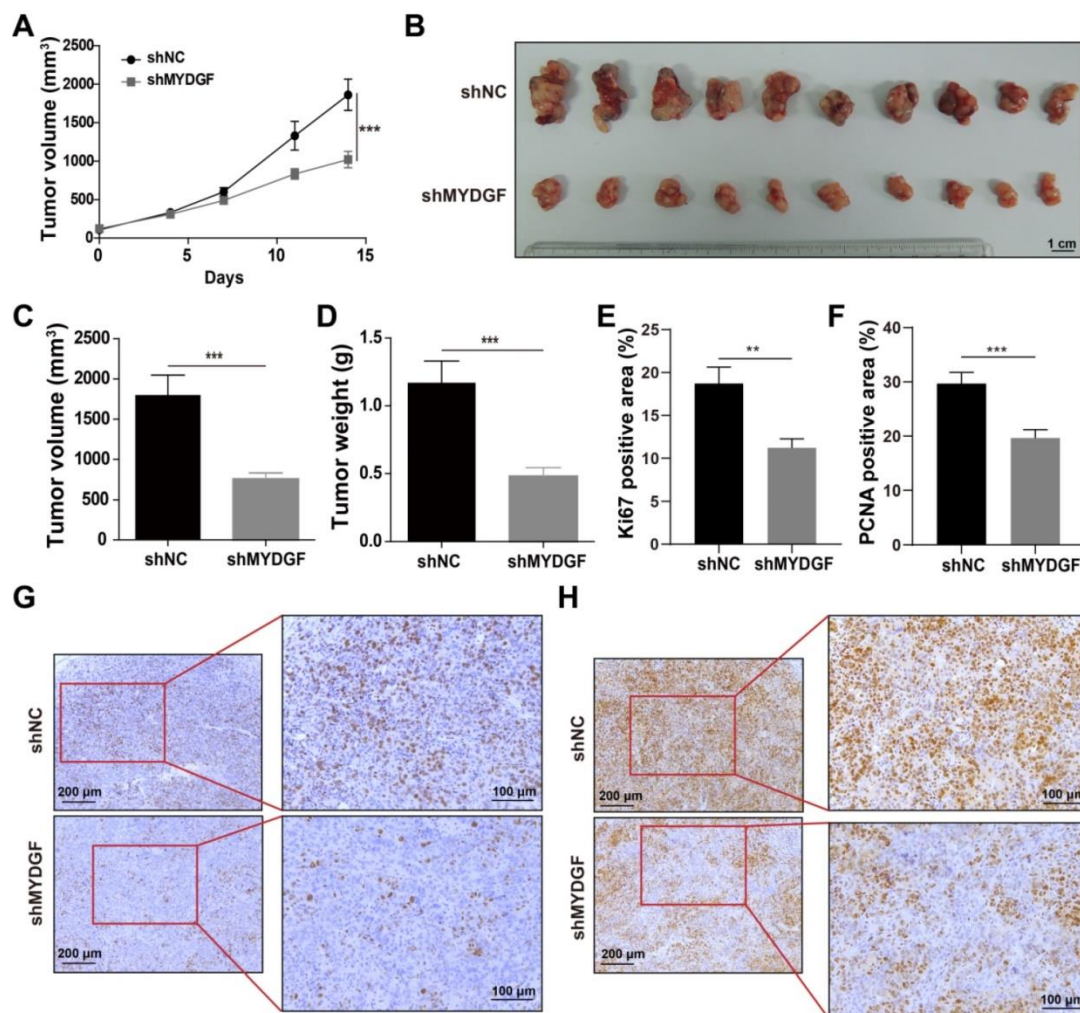 A
Tumor volume (mm³)
2500
2000
1500
1000
500
0
0
5
10
15
Days
shNC
shMYDGF
***
B
shNC
shMYDGF
1 cm
C
Tumor volume (mm³)
2500
2000
1500
1000
500
0
***
shNC
shMYDGF
D
Tumor weight (g)
1.5
1.0
0.5
0.0
***
shNC
shMYDGF
E
Ki67 positive area (%)
25
20
15
10
5
0
**
shNC
shMYDGF
F
PCNA positive area (%)
40
30
20
10
0
***
shNC
shMYDGF
G
shNC
200 µm
100 µm
shMYDGF
200 µm
100 µm
H
shNC
200 µm
100 µm
shMYDGF
200 µm
100 µm